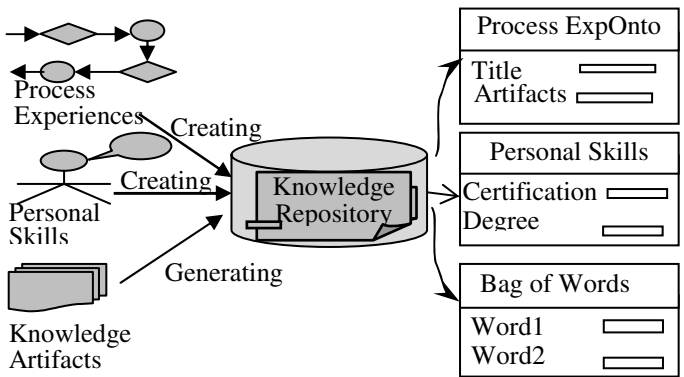 Process
Experiences
Creating
Creating
Personal
Skills
Generating
Knowledge
Artifacts
Knowledge
Repository
Process ExpOnto
Title
Artifacts
Personal Skills
Certification
Degree
Bag of Words
Word1
Word2